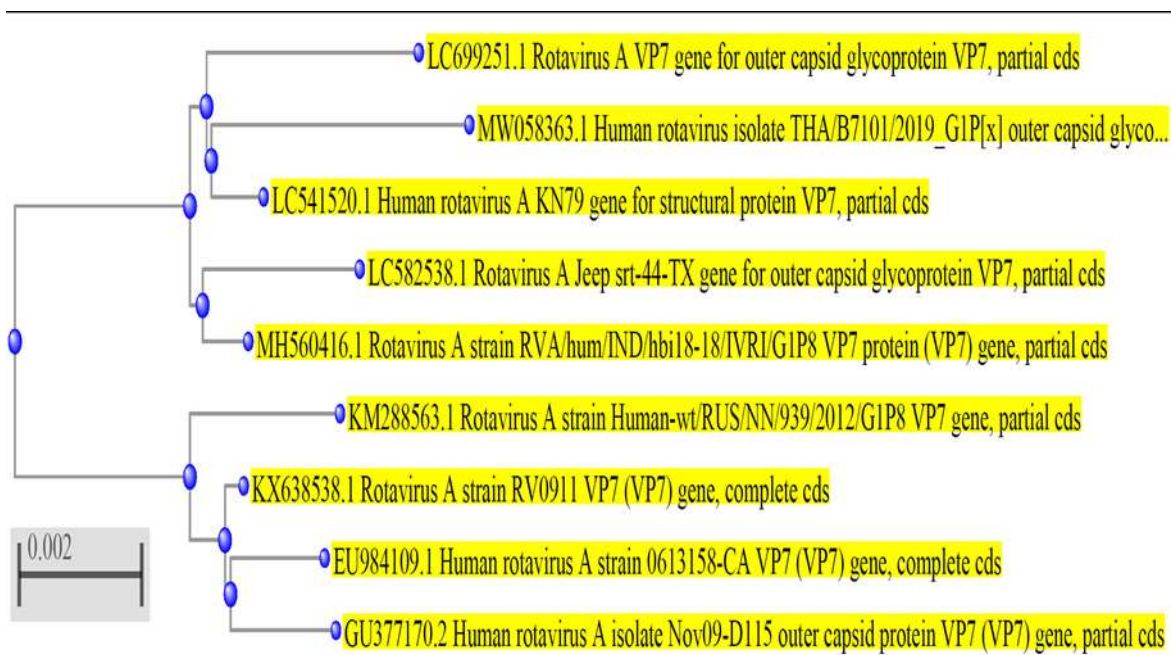 LC699251.1 Rotavirus A VP7 gene for outer capsid glycoprotein VP7, partial cds
MW058363.1 Human rotavirus isolate THA/B7101/2019_G1P[x] outer capsid glyco...
LC541520.1 Human rotavirus A KN79 gene for structural protein VP7, partial cds
LC582538.1 Rotavirus A Jeep srt-44-TX gene for outer capsid glycoprotein VP7, partial cds
MH560416.1 Rotavirus A strain RVA/hum/IND/hbi18-18/IVRI/G1P8 VP7 protein (VP7) gene, partial cds
KM288563.1 Rotavirus A strain Human-wt/RUS/NN/939/2012/G1P8 VP7 gene, partial cds
KX638538.1 Rotavirus A strain RV0911 VP7 (VP7) gene, complete cds
0.002
EU984109.1 Human rotavirus A strain 0613158-CA VP7 (VP7) gene, complete cds
GU377170.2 Human rotavirus A isolate Nov09-D115 outer capsid protein VP7 (VP7) gene, partial cds